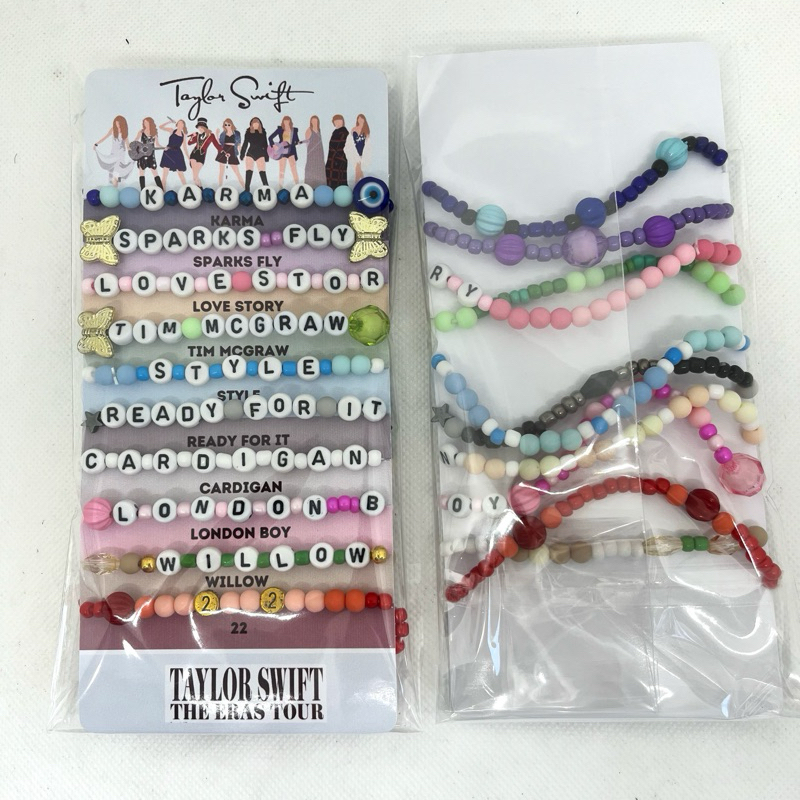 Taylor Swift
KARMA
KARMA
SPARKS FLY
SPARKS FLY
LOVE STOR
LOVE STORY
TIM MCGRAW
TIM MCGRAW
STYLE
STYLE
READY FOR IT
READY FOR IT
CARDIGAN
CARDIGAN
LONDON B
LONDON BOY
WILLOW
WILLOW
2 2
22
TAYLOR SWIFT
THE ERAS TOUR
RY
N
OY